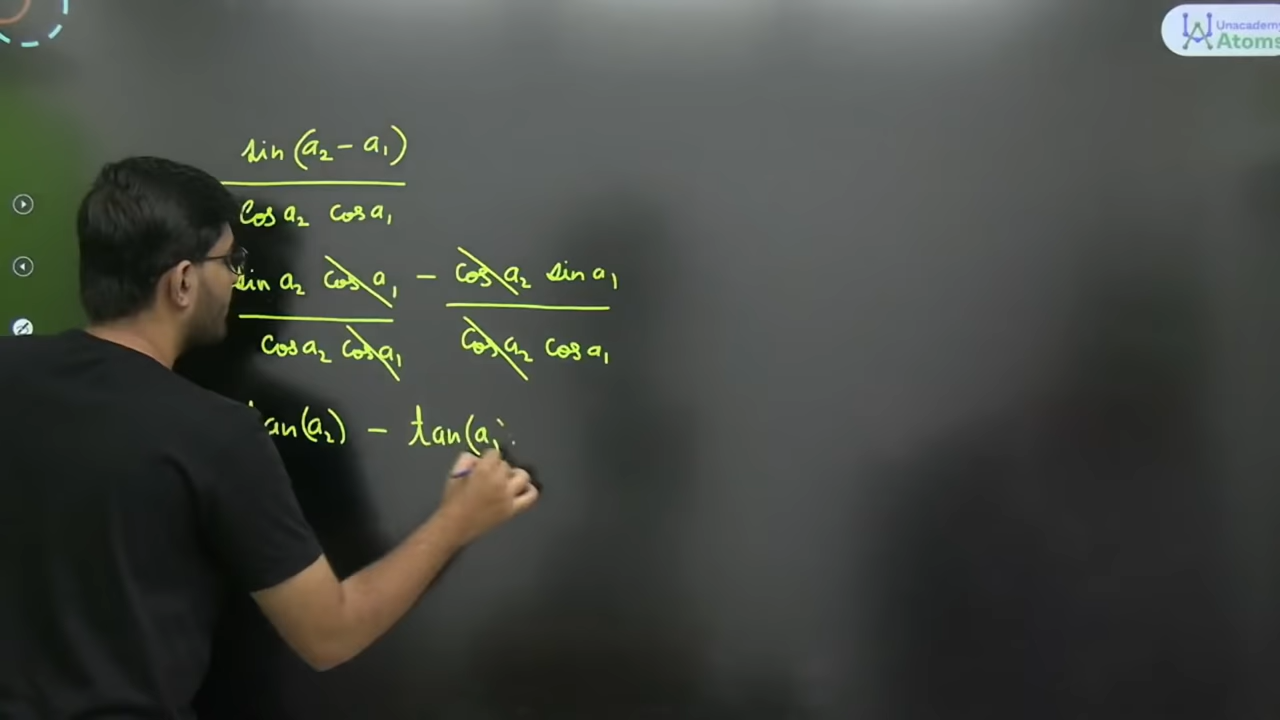 Unacademy
Atoms
sin (a₂ − a₁)
cos a₂ cos a₁
sin a₂ cos a₁ − cos a₂ sin a₁
cos a₂ cos a₁ cos a₂ cos a₁
tan(a₂) − tan(a₁)